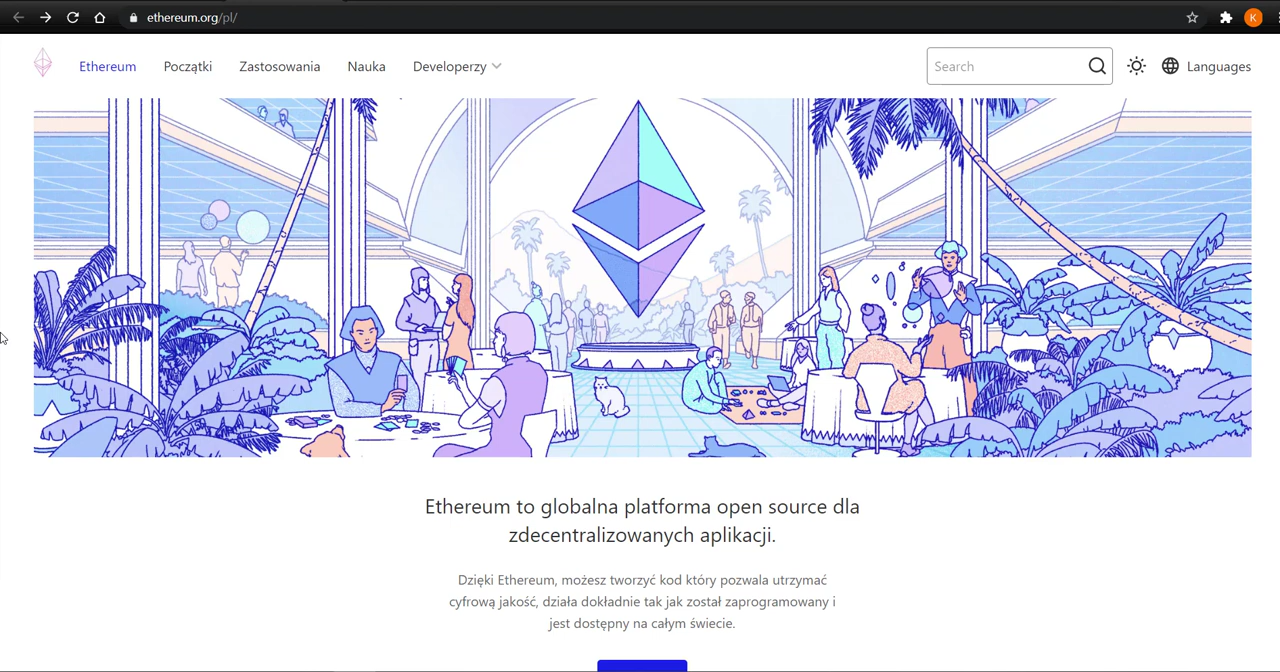 ethereum.org/pl/
K
Ethereum Początki Zastosowania Nauka Developerzy Search Languages
Ethereum to globalna platforma open source dla
zdecentralizowanych aplikacji.
Dzięki Ethereum, możesz tworzyć kod który pozwala utrzymać
cyfrową jakość, działa dokładnie tak jak został zaprogramowany i
jest dostępny na całym świecie.